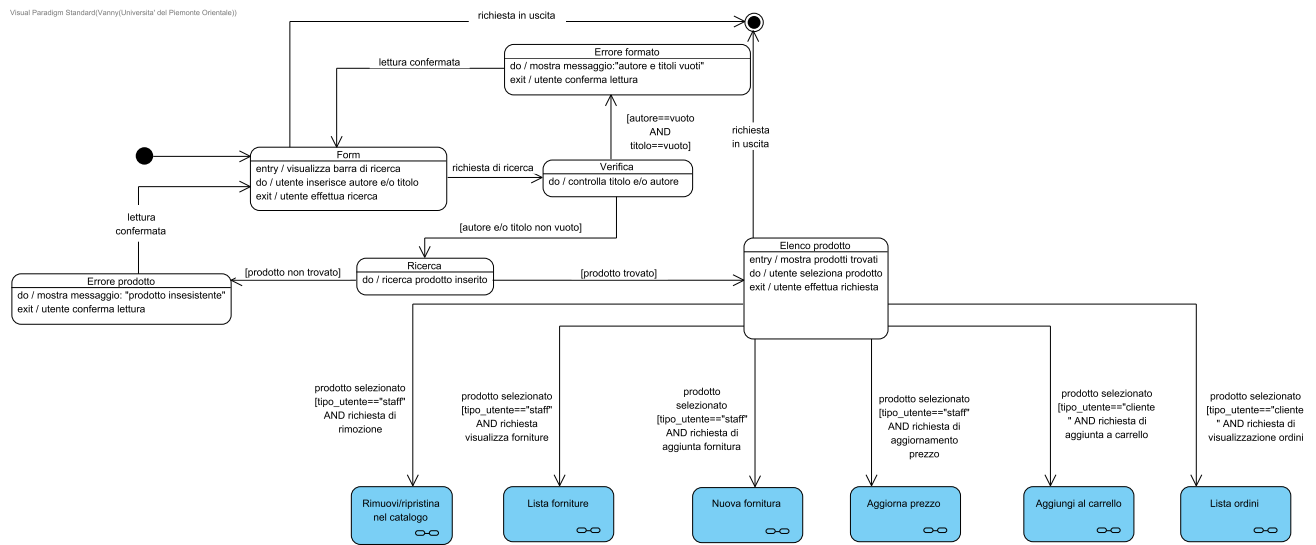 Visual Paradigm Standard(Vanny(Universita' del Piemonte Orientale))
richiesta in uscita
Errore formato
do / mostra messaggio:"autore e titoli vuoti"
exit / utente conferma lettura
lettura confermata
[autore==vuoto
AND
titolo==vuoto]
richiesta
in uscita
Form
entry / visualizza barra di ricerca
do / utente inserisce autore e/o titolo
exit / utente effettua ricerca
richiesta di ricerca
Verifica
do / controlla titolo e/o autore
lettura
confermata
[autore e/o titolo non vuoto]
Elenco prodotto
entry / mostra prodotti trovati
do / utente seleziona prodotto
exit / utente effettua richiesta
Ricerca
do / ricerca prodotto inserito
[prodotto non trovato]
[prodotto trovato]
Errore prodotto
do / mostra messaggio: "prodotto insesistente"
exit / utente conferma lettura
prodotto selezionato
[tipo_utente=="staff"
AND richiesta di
rimozione
prodotto selezionato
[tipo_utente=="staff"
AND richiesta
visualizza forniture
prodotto
selezionato
[tipo_utente=="staff"
AND richiesta di
aggiunta fornitura
prodotto selezionato
[tipo_utente=="staff"
AND richiesta di
aggiornamento
prezzo
prodotto selezionato
[tipo_utente=="cliente
" AND richiesta di
aggiunta a carrello
prodotto selezionato
[tipo_utente=="cliente
" AND richiesta di
visualizzazione ordini
Rimuovi/ripristina
nel catalogo
Lista forniture
Nuova fornitura
Aggiorna prezzo
Aggiungi al carrello
Lista ordini